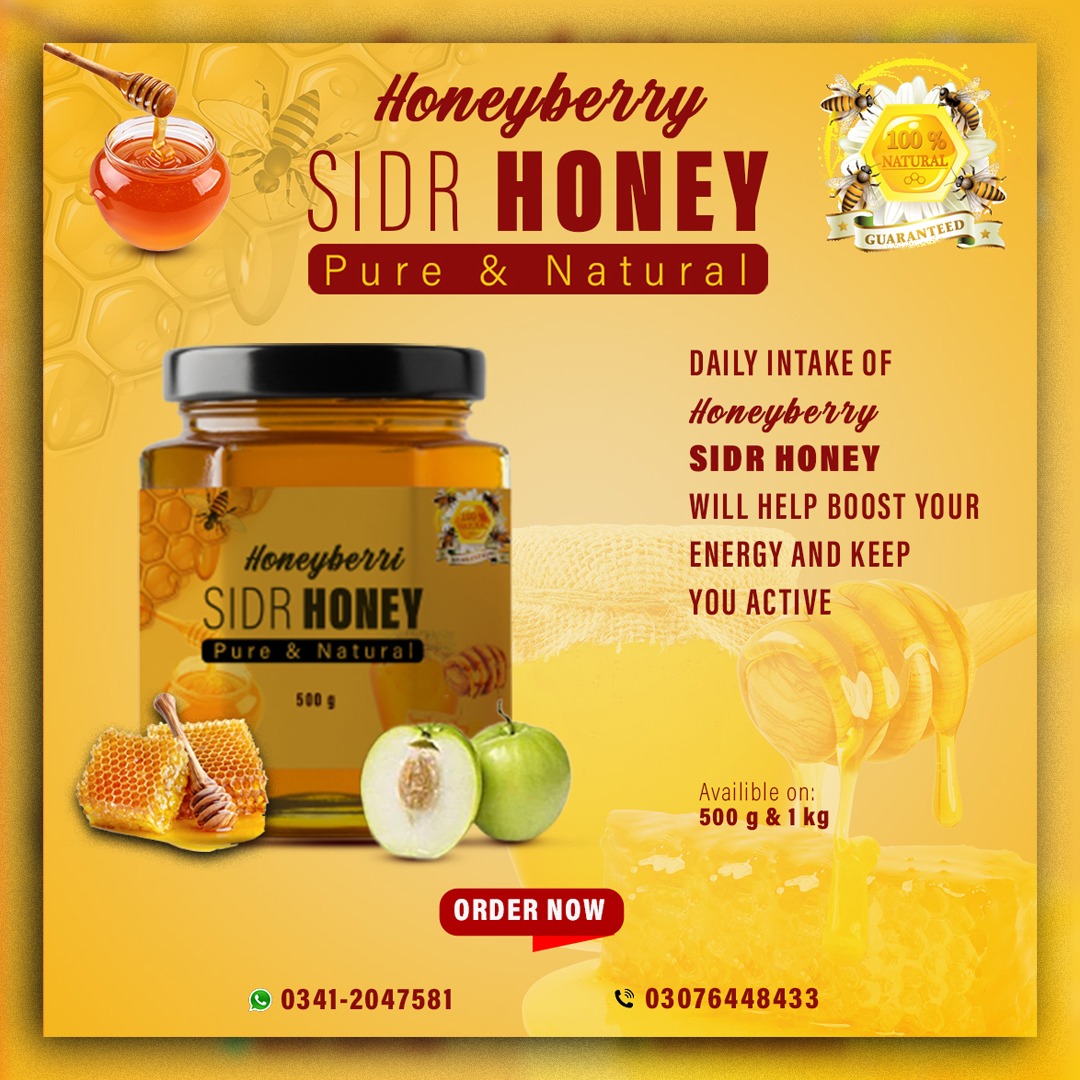 Honeyberry
SIDR HONEY
Pure & Natural
100 %
NATURAL
GUARANTEED
DAILY INTAKE OF
Honeyberry
SIDR HONEY
WILL HELP BOOST YOUR
ENERGY AND KEEP
YOU ACTIVE
Honeyberri
SIDR HONEY
Pure & Natural
500 g
Availible on:
500 g & 1 kg
ORDER NOW
0341-2047581
03076448433